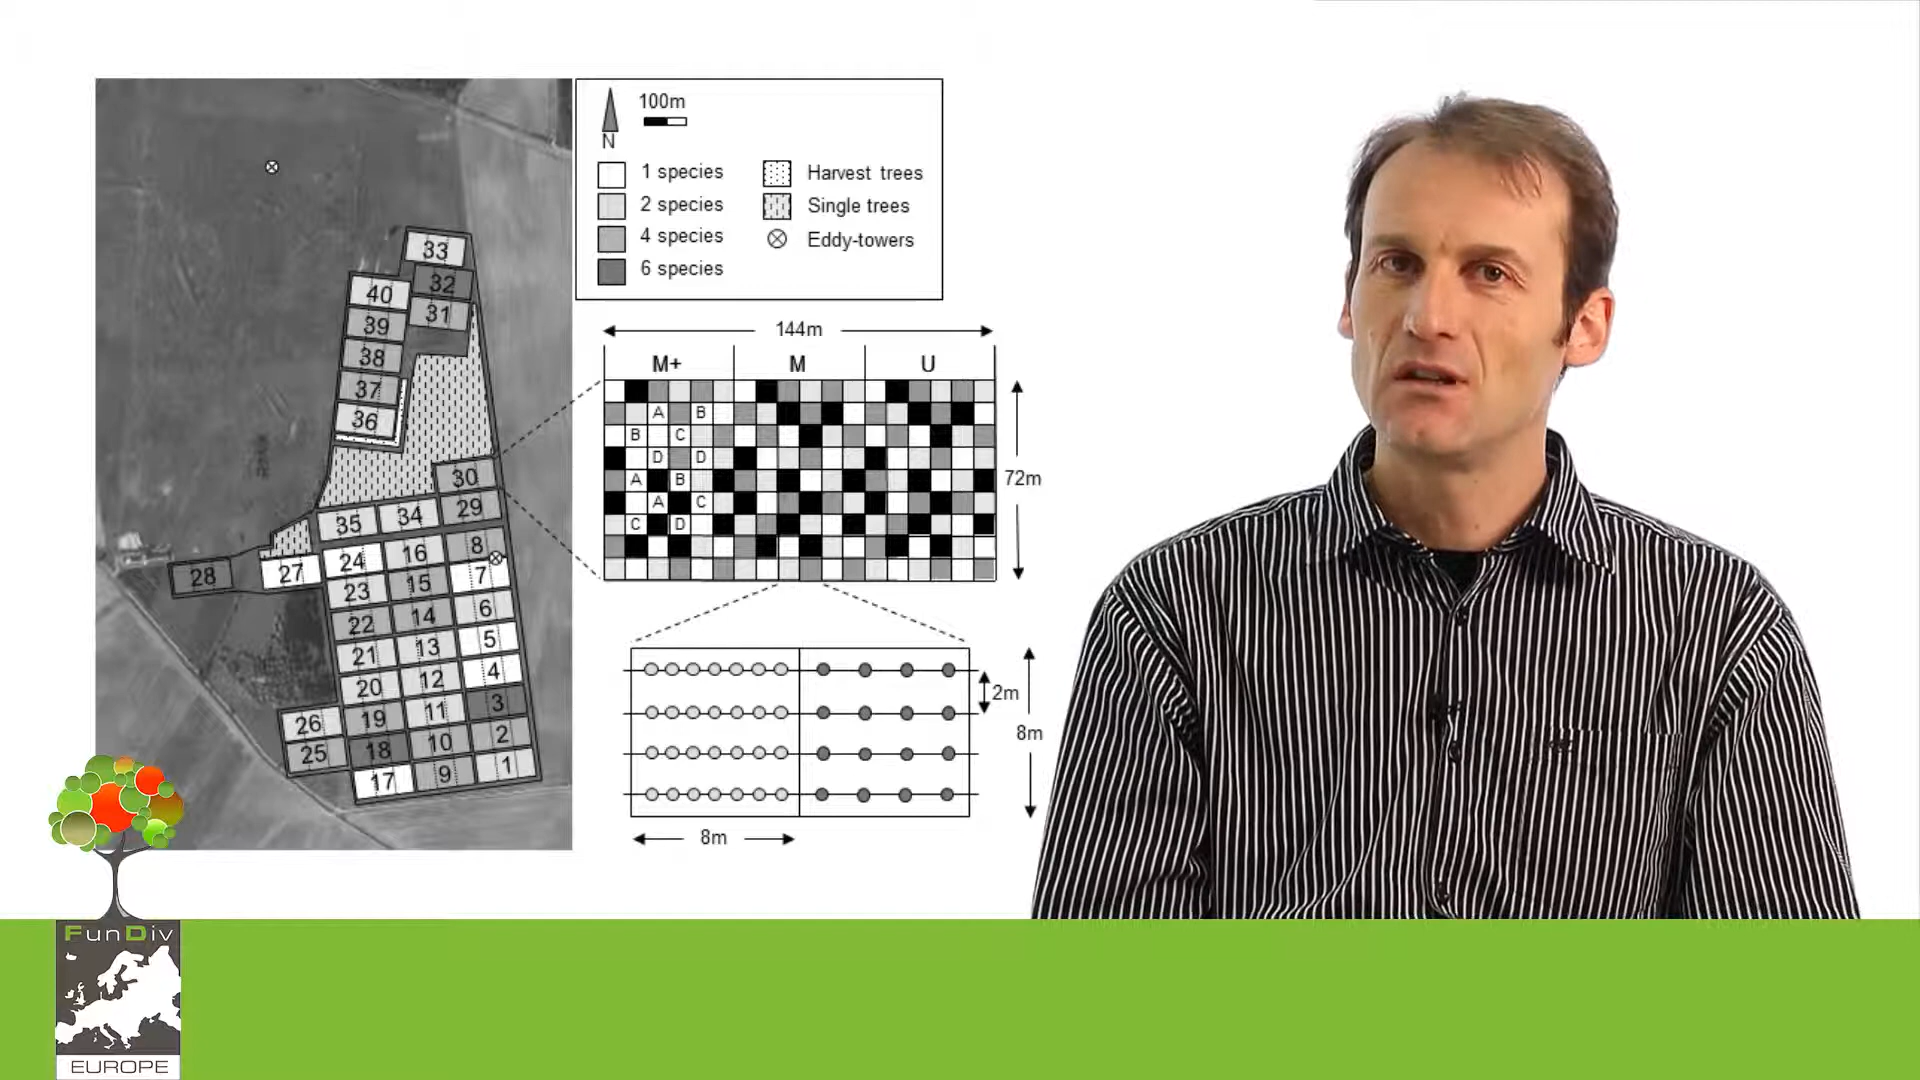 33
32
40
31
39
38
37
36
30
29
35
34
8
24
16
7
28
27
23
15
6
22
14
5
21
13
4
20
12
3
26
19
11
2
25
18
10
1
17
9
100m
N
1 species
2 species
4 species
6 species
Harvest trees
Single trees
Eddy-towers
144m
M+ M U
A B
B C
D D
A B
A C
C D
72m
2m
8m
8m
FunDiv
EUROPE